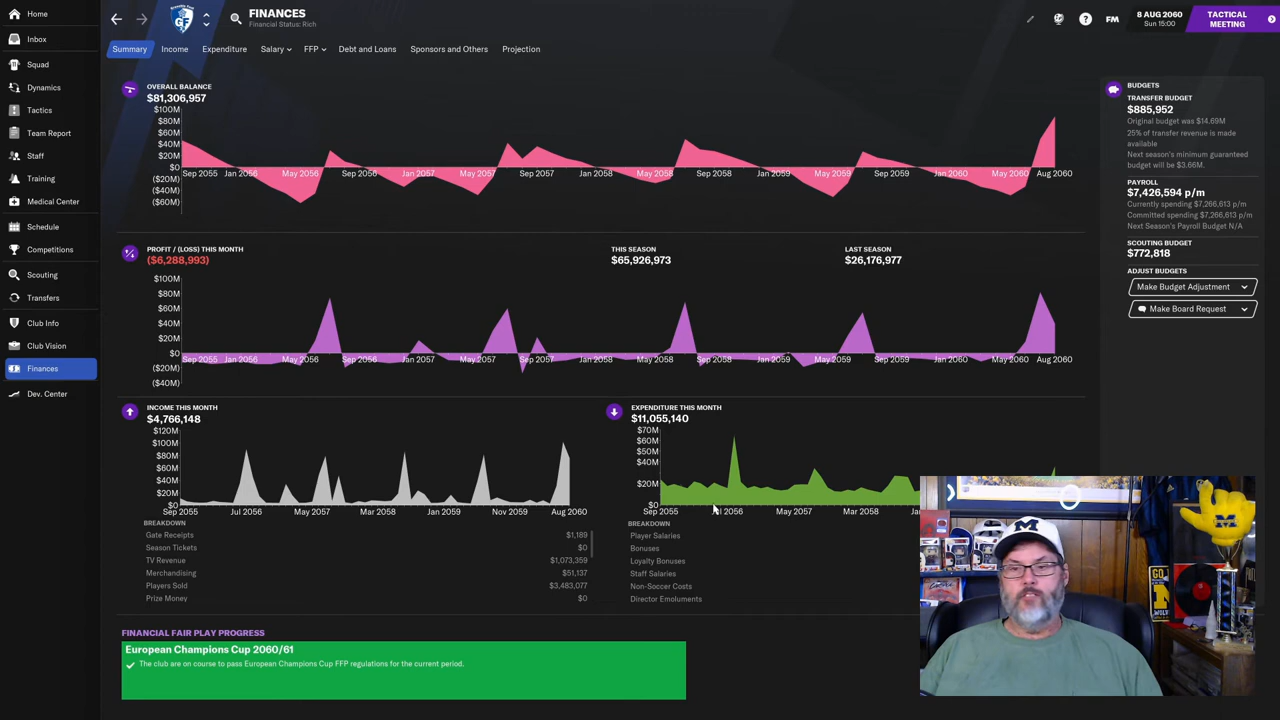 Home
Inbox
Squad
Dynamics
Tactics
Team Report
Staff
Training
Medical Center
Schedule
Competitions
Scouting
Transfers
Club Info
Club Vision
Finances
Dev. Center
GF
FINANCES
Financial Status: Rich
FM
8 AUG 2060
Sun 15:00
TACTICAL
MEETING
Summary
Income
Expenditure
Salary
FFP
Debt and Loans
Sponsors and Others
Projection
OVERALL BALANCE
$81,306,957
$100M
$80M
$60M
$40M
$20M
$0
($20M)
($40M)
($60M)
Sep 2055 Jan 2056 May 2056 Sep 2056 Jan 2057 May 2057 Sep 2057 Jan 2058 May 2058 Sep 2058 Jan 2059 May 2059 Sep 2059 Jan 2060 May 2060 Aug 2060
PROFIT / (LOSS) THIS MONTH
($6,288,993)
THIS SEASON
$65,926,973
LAST SEASON
$26,176,977
$100M
$80M
$60M
$40M
$20M
$0
($20M)
($40M)
Sep 2055 Jan 2056 May 2056 Sep 2056 Jan 2057 May 2057 Sep 2057 Jan 2058 May 2058 Sep 2058 Jan 2059 May 2059 Sep 2059 Jan 2060 May 2060 Aug 2060
INCOME THIS MONTH
$4,766,148
$120M
$100M
$80M
$60M
$40M
$20M
$0
Sep 2055 Jul 2056 May 2057 Mar 2058 Jan 2059 Nov 2059 Aug 2060
BREAKDOWN
Gate Receipts $1,189
Season Tickets $0
TV Revenue $1,073,359
Merchandising $51,137
Players Sold $3,483,077
Prize Money $0
EXPENDITURE THIS MONTH
$11,055,140
$70M
$60M
$50M
$40M
$20M
$0
Sep 2055 Jul 2056 May 2057 Mar 2058
BREAKDOWN
Player Salaries
Bonuses
Loyalty Bonuses
Staff Salaries
Non-Soccer Costs
Director Emoluments
BUDGETS
TRANSFER BUDGET
$885,952
Original budget was $14.69M
25% of transfer revenue is made
available
Next season's minimum guaranteed
budget will be $3.66M.
PAYROLL
$7,426,594 p/m
Currently spending $7,266,613 p/m
Committed spending $7,266,613 p/m
Next Season's Payroll Budget N/A
SCOUTING BUDGET
$772,818
ADJUST BUDGETS
Make Budget Adjustment
Make Board Request
FINANCIAL FAIR PLAY PROGRESS
European Champions Cup 2060/61
The club are on course to pass European Champions Cup FFP regulations for the current period.
M
GO
M